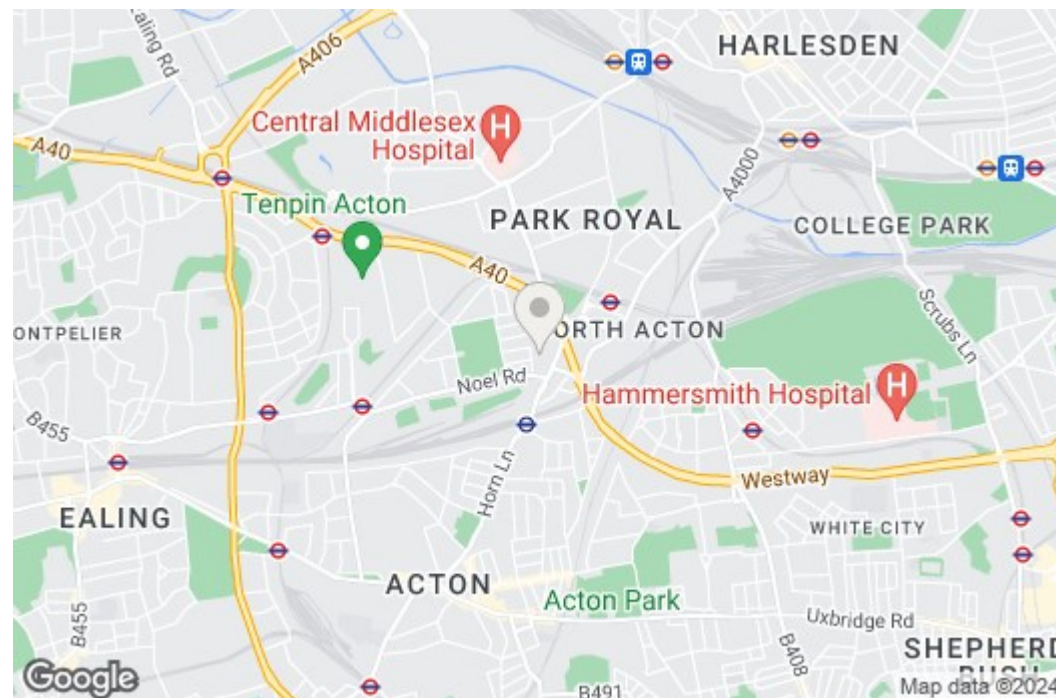 HARLESDEN
Ealing Rd
A406
Central Middlesex
Hospital
H
A40
A4000
Tenpin Acton
PARK ROYAL
COLLEGE PARK
A40
Scrubs Ln
ONTPELIER
ORTH ACTON
Noel Rd
Hammersmith Hospital
H
B455
Horn Ln
Westway
EALING
WHITE CITY
ACTON
Acton Park
Uxbridge Rd
B455
B408
SHEPHERD
BUSH
Google
B491
Map data ©2024